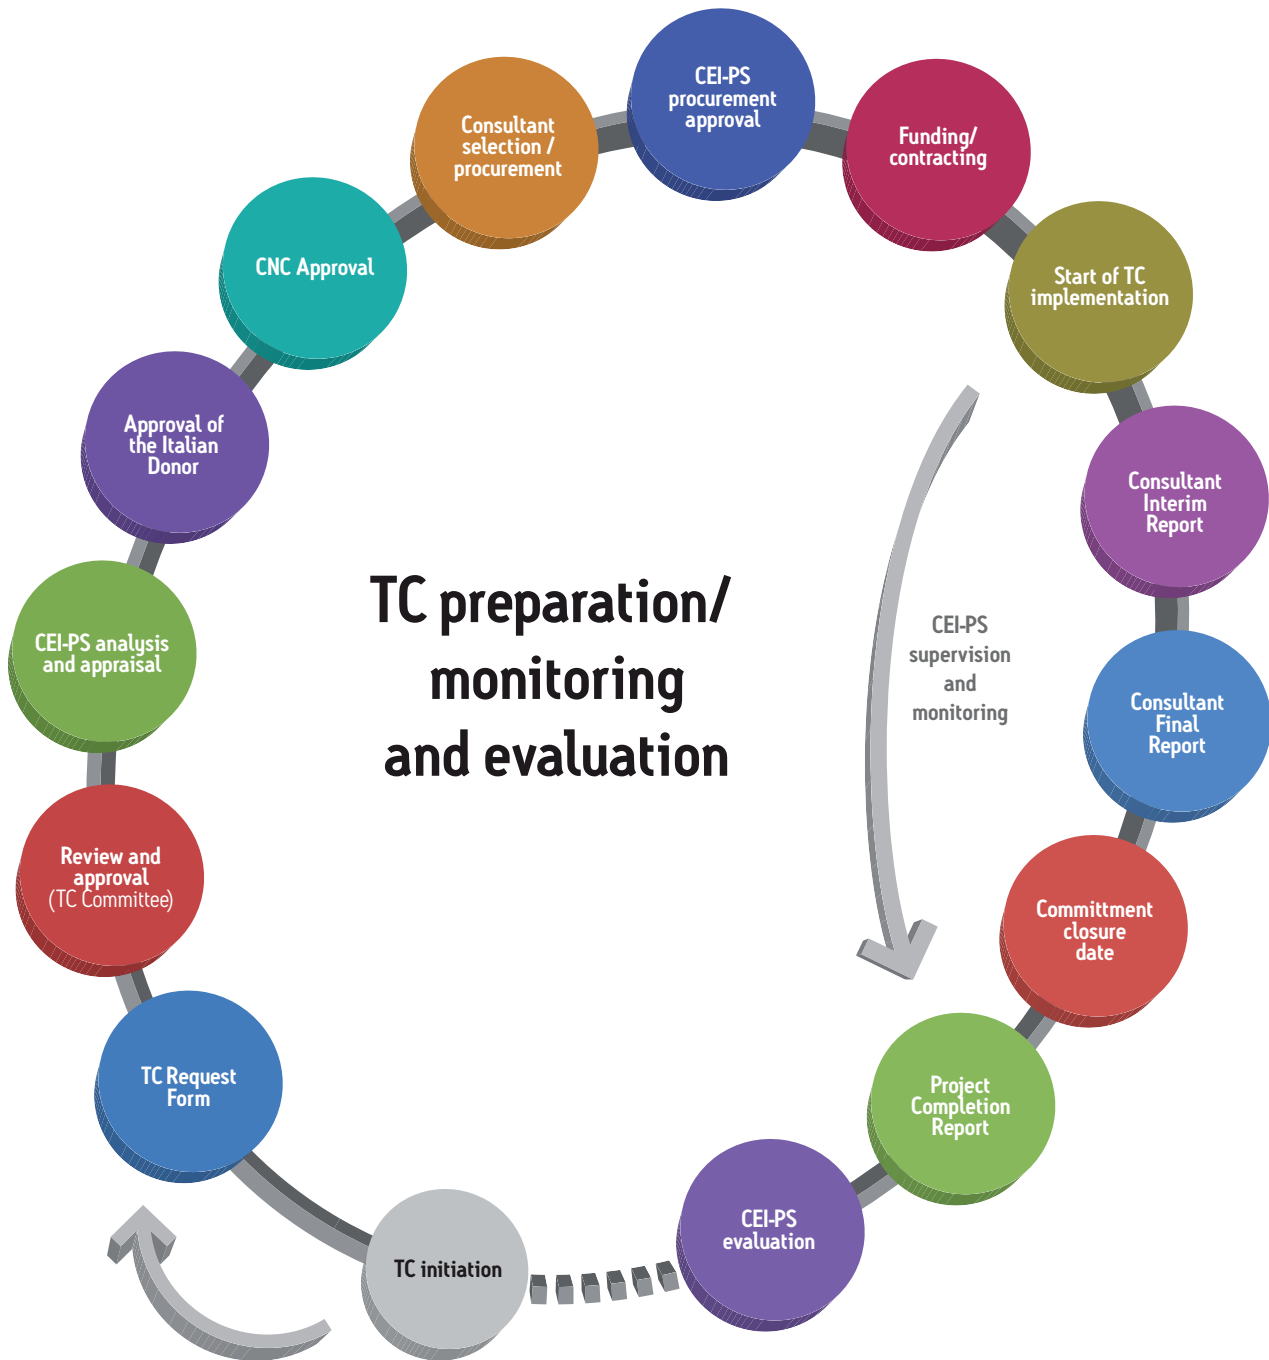 CEI-PS
procurement
approval
Funding/
contracting
Start of TC
implementation
Consultant
Interim
Report
Consultant
Final
Report
Committment
closure
date
Project
Completion
Report
CEI-PS
evaluation
TC initiation
TC Request
Form
Review and
approval
(TC Committee)
CEI-PS analysis
and appraisal
Approval of
the Italian
Donor
CNC Approval
Consultant
selection /
procurement
TC preparation/
monitoring
and evaluation
CEI-PS
supervision
and
monitoring